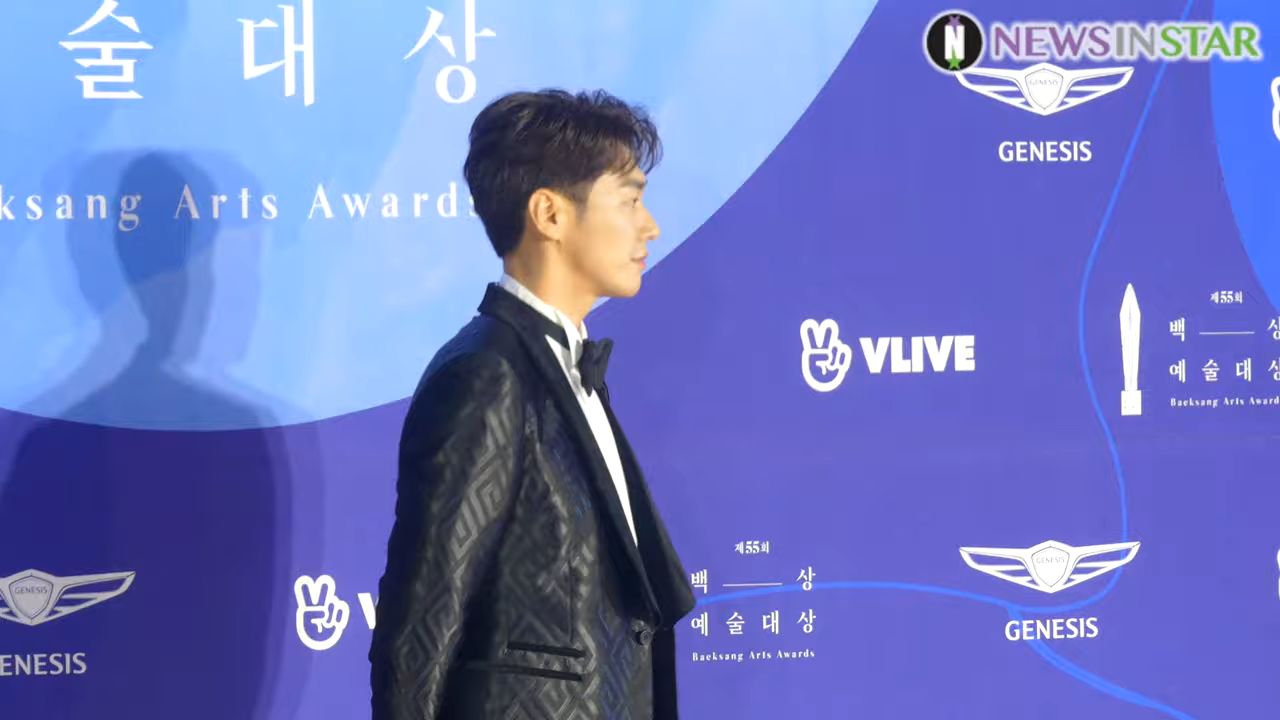 술 대 상
ksang Arts Awards
N NEWSINSTAR
GENESIS
GENESIS
VLIVE
제55회
백 상
예 술 대 상
Baeksang Arts Awards
제55회
백 상
예 술 대 상
Baeksang Arts Awards
GENESIS
GENESIS
GENESIS
ENESIS
V